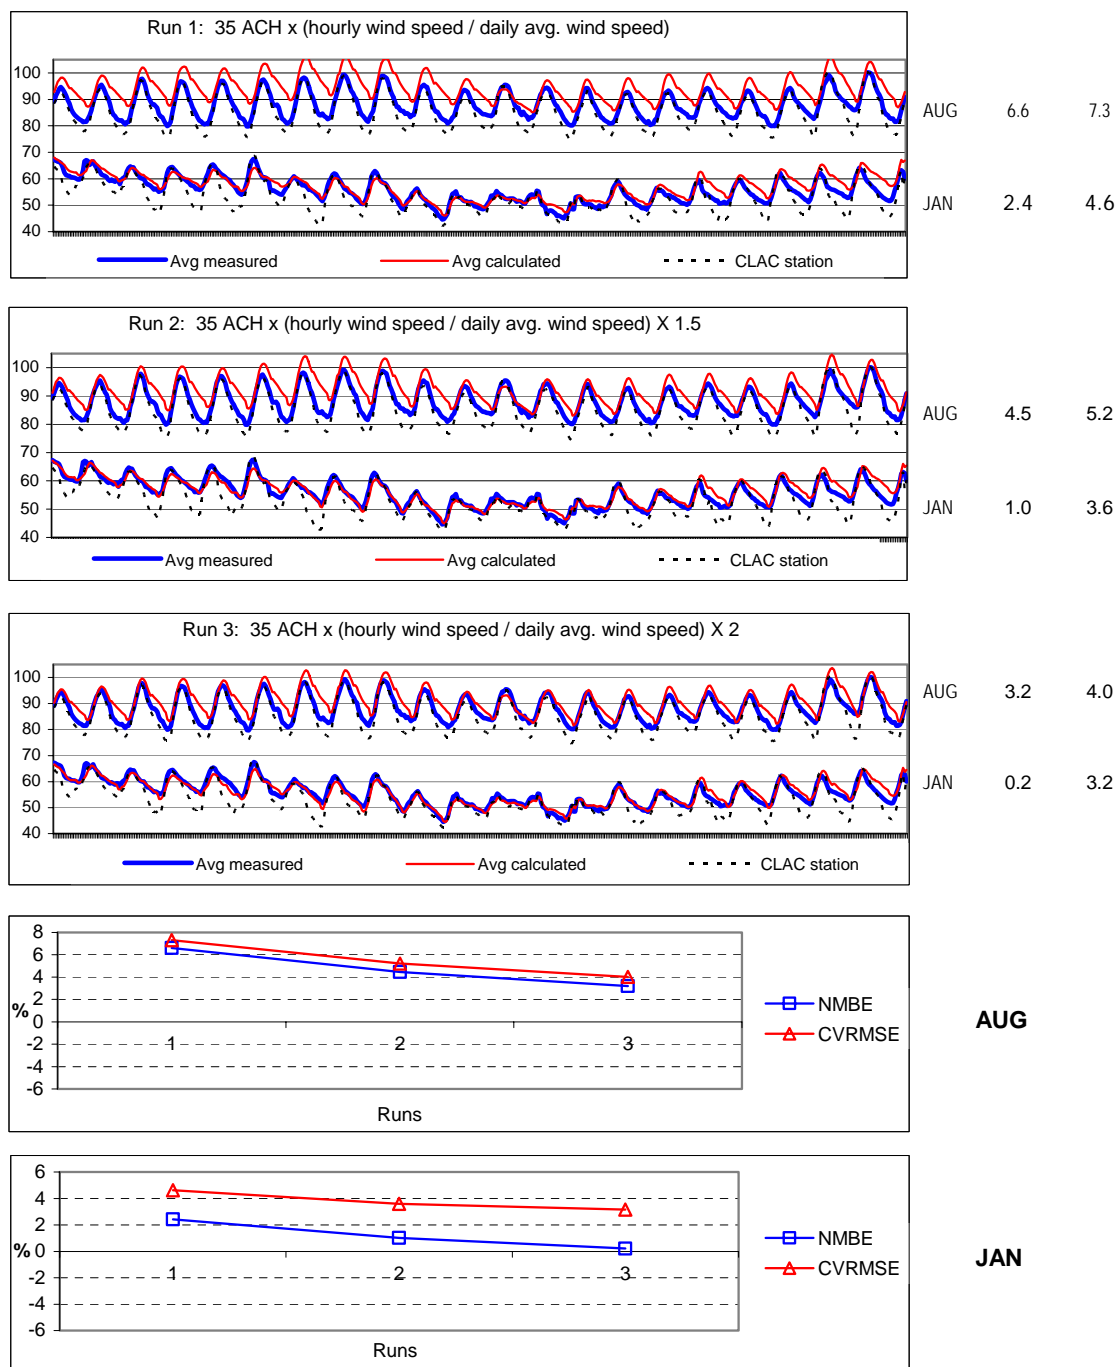 Run 1: 35 ACH x (hourly wind speed / daily avg. wind speed)
100
90
80
70
60
50
40
AUG 6.6 7.3
JAN 2.4 4.6
Avg measured Avg calculated CLAC station
Run 2: 35 ACH x (hourly wind speed / daily avg. wind speed) X 1.5
100
90
80
70
60
50
40
AUG 4.5 5.2
JAN 1.0 3.6
Avg measured Avg calculated CLAC station
Run 3: 35 ACH x (hourly wind speed / daily avg. wind speed) X 2
100
90
80
70
60
50
40
AUG 3.2 4.0
JAN 0.2 3.2
Avg measured Avg calculated CLAC station
8
6
4
2
0
-2
-4
-6
%
1 2 3
Runs
NMBE
CVRMSE
AUG
6
4
2
0
-2
-4
-6
%
1 2 3
Runs
NMBE
CVRMSE
JAN